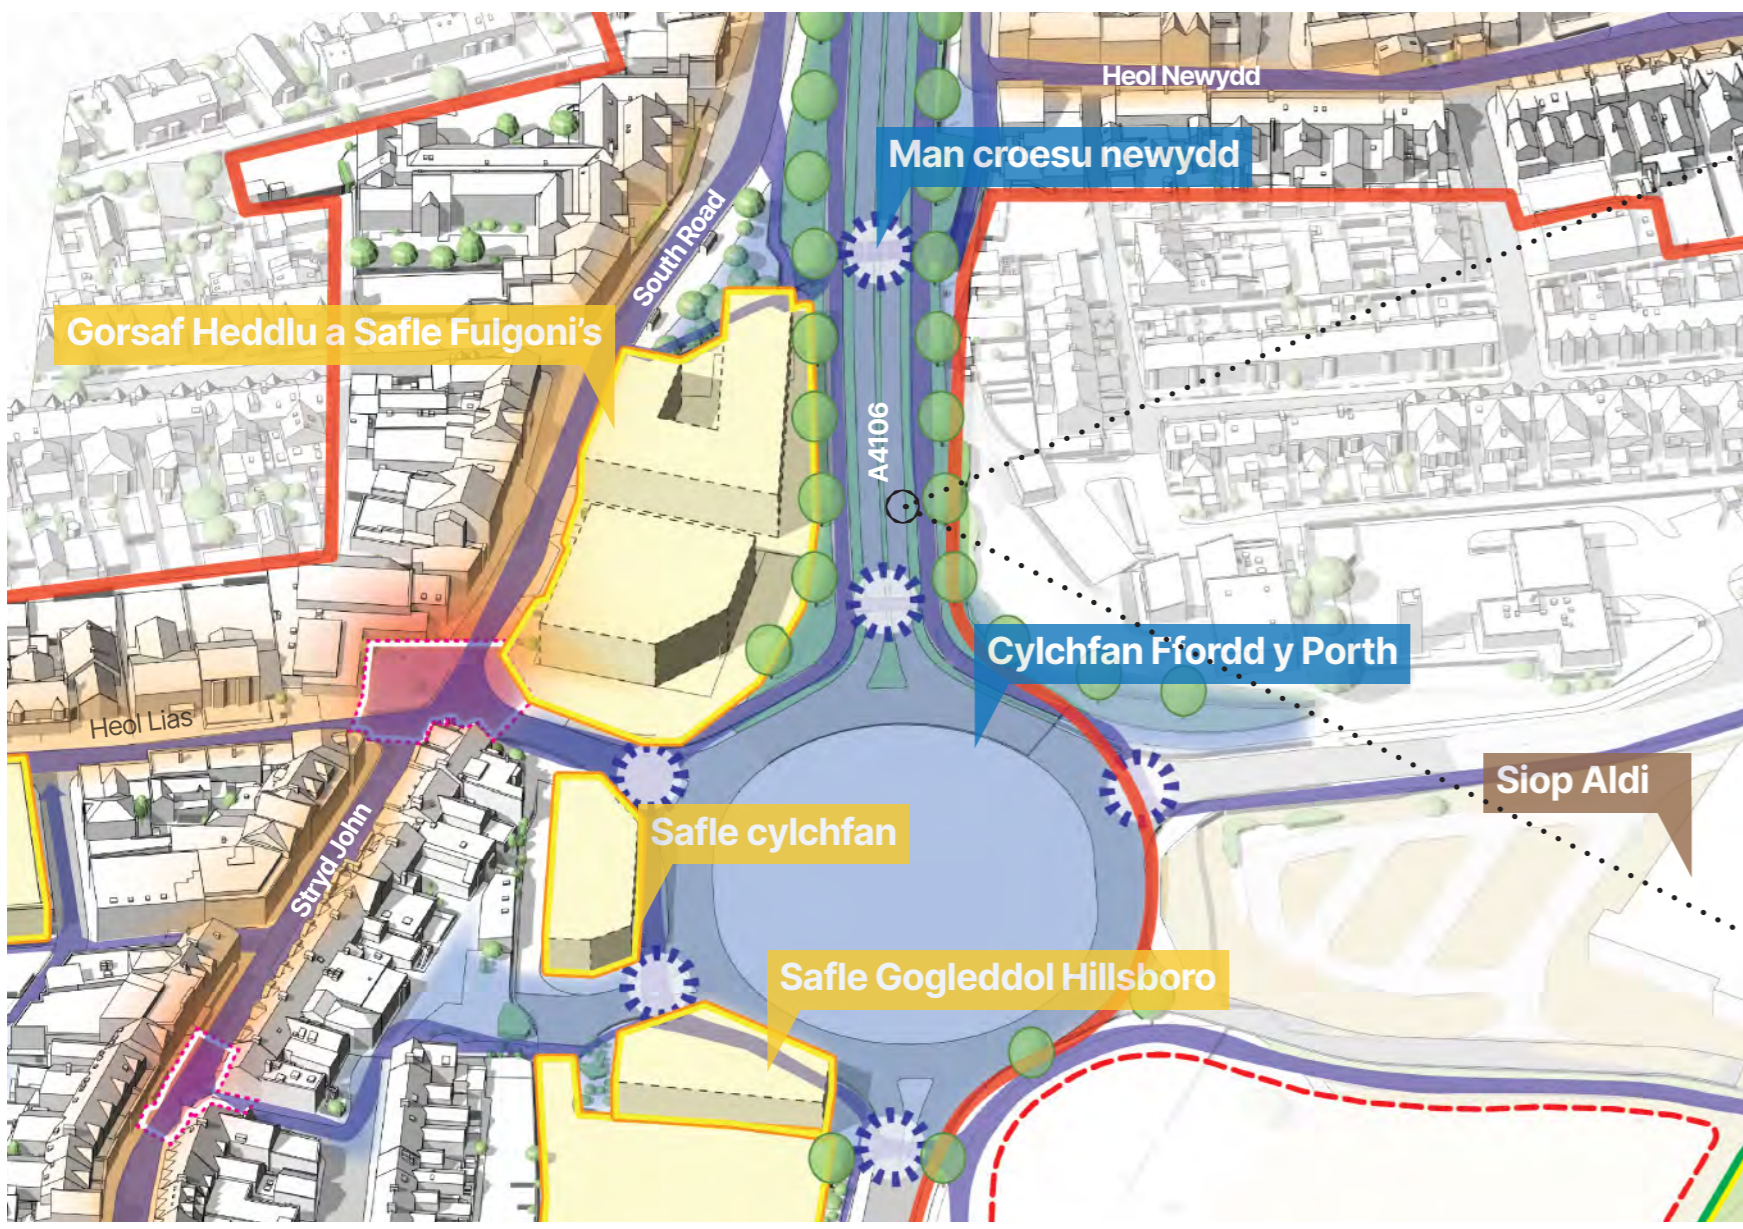 Heol Newydd
Man croesu newydd
South Road
Gorsaf Heddlu a Safle Fulgoni's
A4106
Cylchfan Ffordd y Porth
Heol Lias
Siop Aldi
Safle cylchfan
Stryd John
Safle Gogleddol Hillsboro